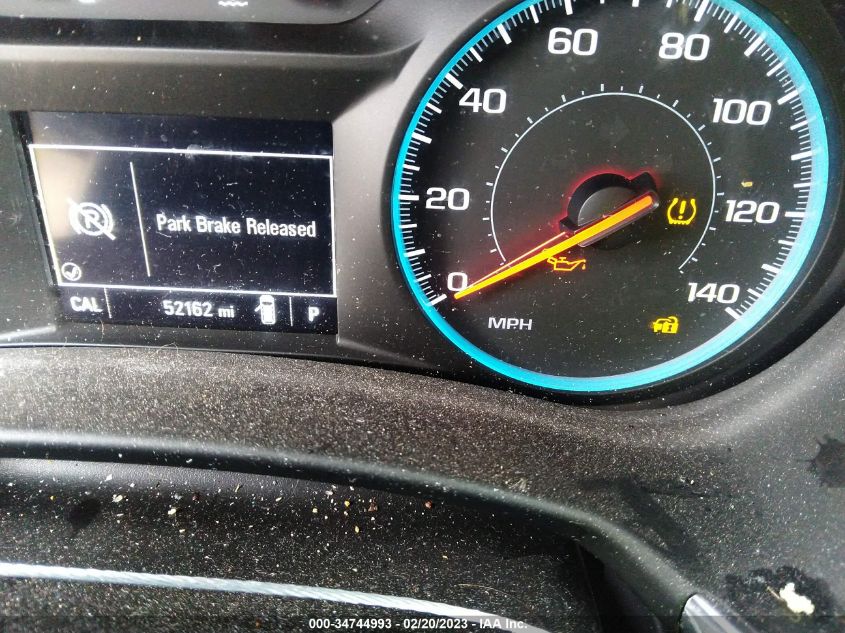 60
80
40
100
20
120
0
140
MPH
R
Park Brake Released
CAL
52162 mi
P
000-34744993 - 02/20/2023 - IAA Inc.